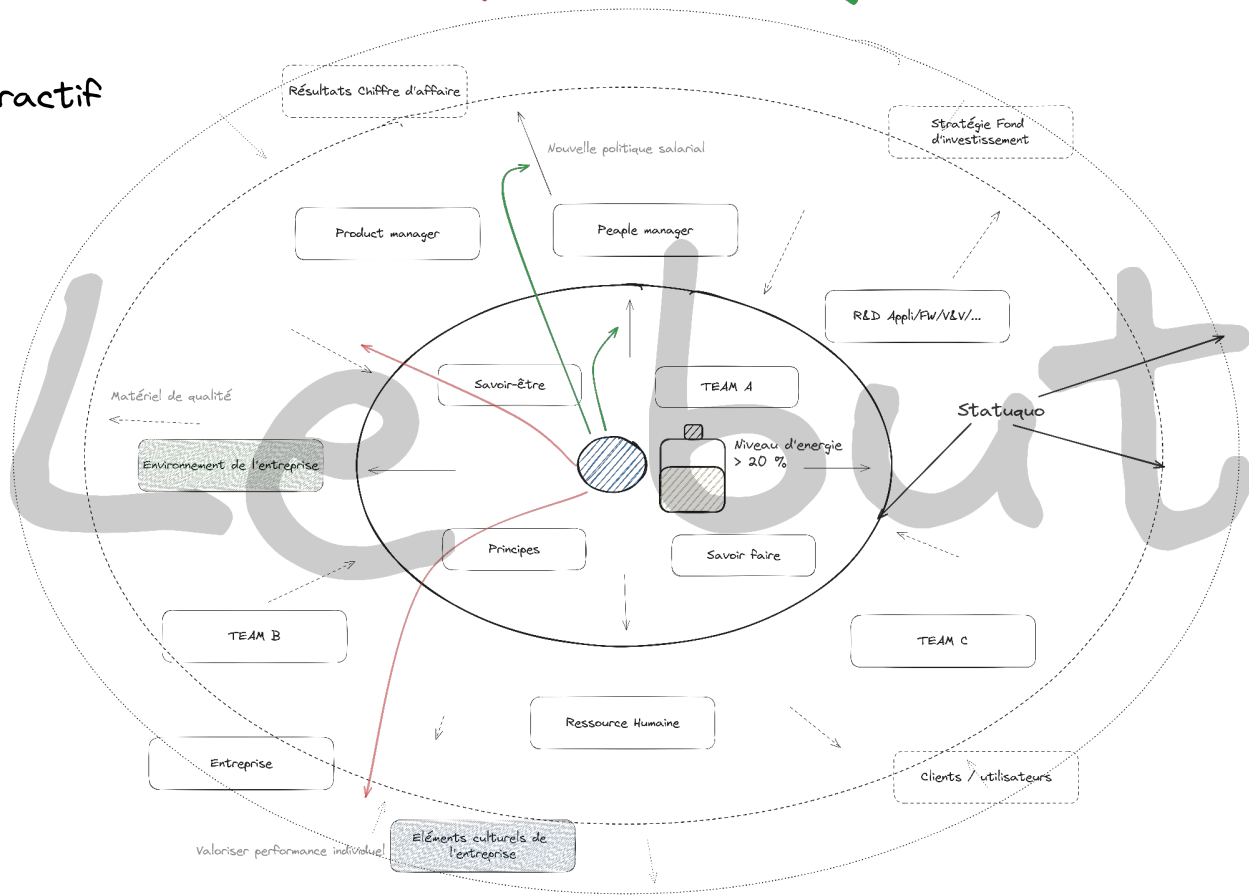 ractif
Résultats Chiffre d'affaire
Stratégie Fond
d'investissement
Nouvelle politique salarial
Product manager
Peaple manager
R&D Appli/FW/V&V/...
Savoir-être
TEAM A
Matériel de qualité
Statuquo
Niveau d'energie
> 20 %
Environnement de l'entreprise
Le but
Principes
Savoir faire
TEAM B
TEAM C
Ressource Humaine
Entreprise
Clients / utilisateurs
Eléments culturels de
l'entreprise
Valoriser performance individuel